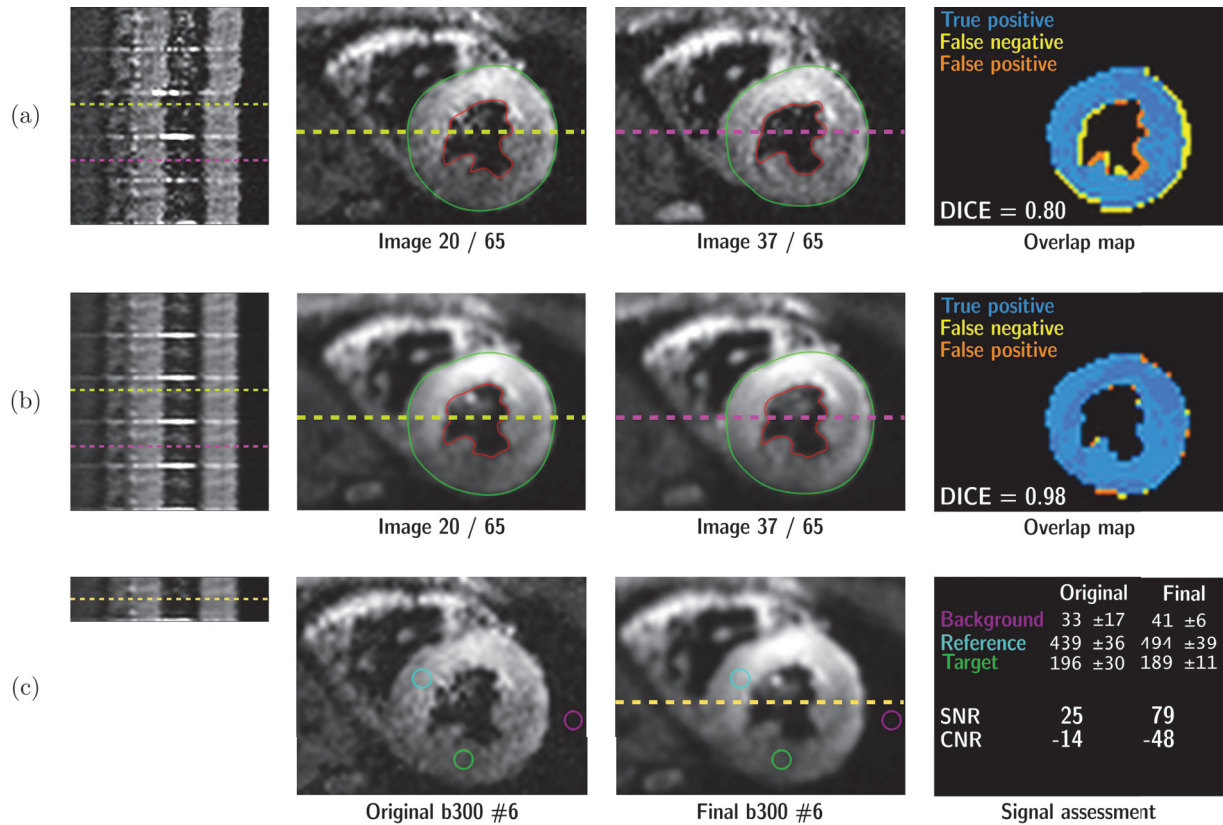 (a)
True positive
False negative
False positive
DICE = 0.80
Image 20 / 65
Image 37 / 65
Overlap map
(b)
True positive
False negative
False positive
DICE = 0.98
Image 20 / 65
Image 37 / 65
Overlap map
(c)
Original Final
Background 33 ±17 41 ±6
Reference 439 ±36 494 ±39
Target 196 ±30 189 ±11
SNR 25 79
CNR -14 -48
Original b300 #6
Final b300 #6
Signal assessment